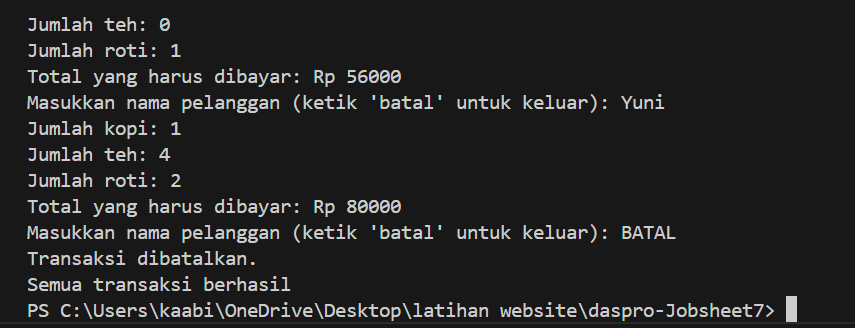 Jumlah teh: 0
Jumlah roti: 1
Total yang harus dibayar: Rp 56000
Masukkan nama pelanggan (ketik 'batal' untuk keluar): Yuni
Jumlah kopi: 1
Jumlah teh: 4
Jumlah roti: 2
Total yang harus dibayar: Rp 80000
Masukkan nama pelanggan (ketik 'batal' untuk keluar): BATAL
Transaksi dibatalkan.
Semua transaksi berhasil
PS C:\Users\kaabi\OneDrive\Desktop\latihan website\daspro-Jobsheet7>